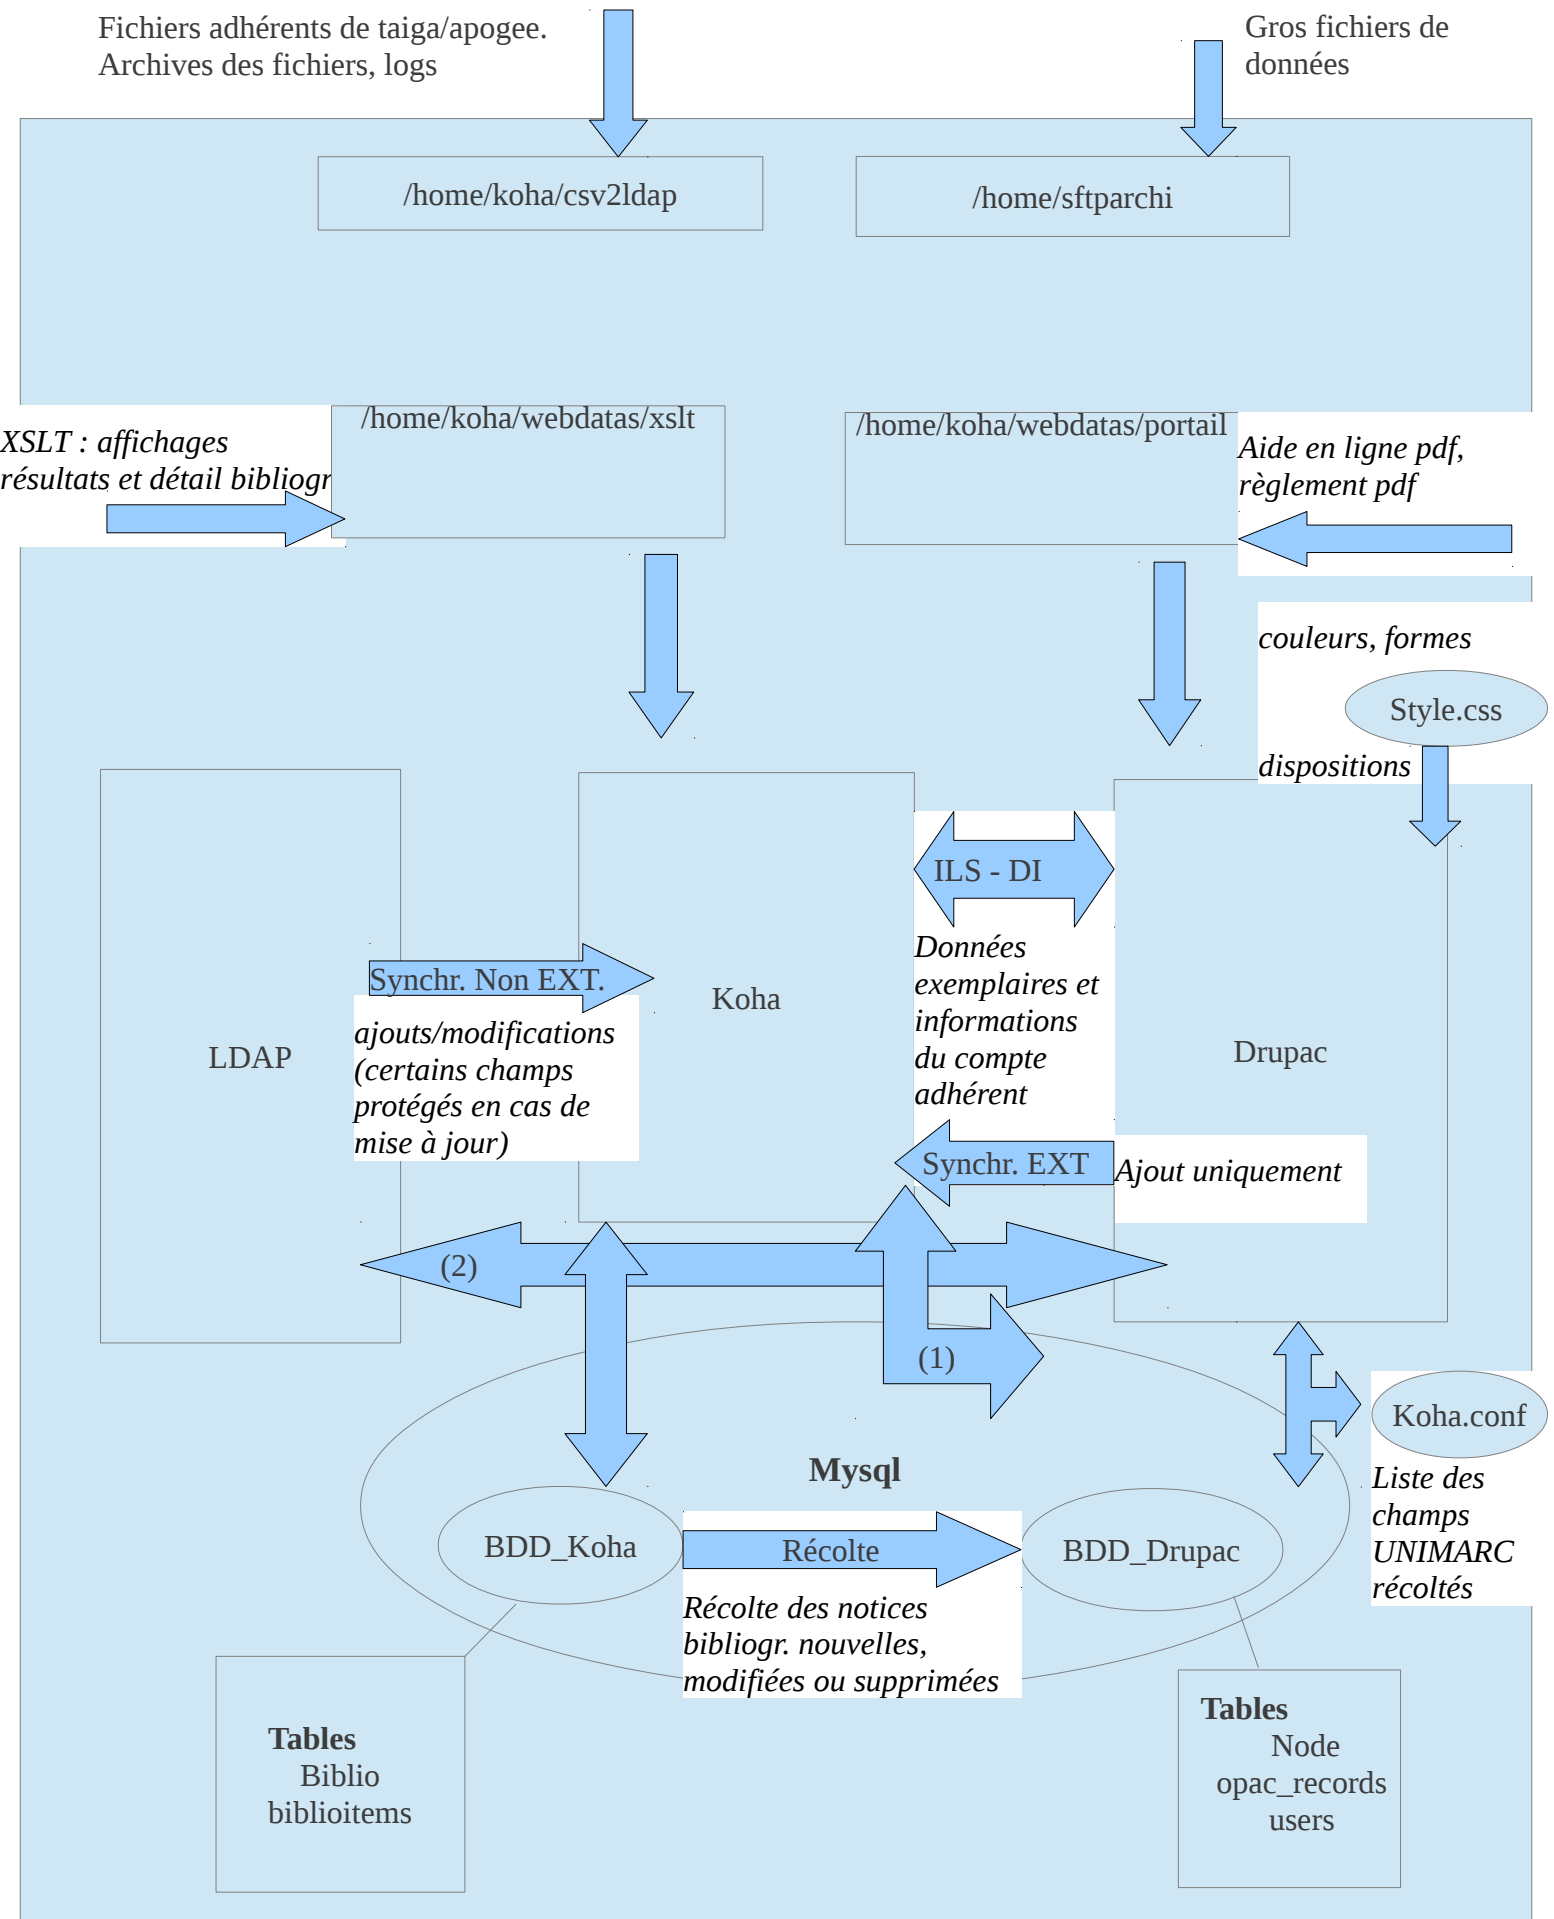 Fichiers adhérents de taiga/apogee.
Archives des fichiers, logs
Gros fichiers de
données
/home/koha/csv2ldap
/home/sftparchi
/home/koha/webdatas/xslt
/home/koha/webdatas/portail
XSLT : affichages
résultats et détail bibliogr
Aide en ligne pdf,
règlement pdf
couleurs, formes
Style.css
dispositions
ILS - DI
Données
exemplaires et
informations
du compte
adhérent
Synchr. Non EXT.
ajouts/modifications
(certains champs
protégés en cas de
mise à jour)
LDAP
Koha
Drupac
Synchr. EXT
Ajout uniquement
(2)
(1)
Koha.conf
Liste des
champs
UNIMARC
récoltés
Mysql
BDD_Koha
Récolte
BDD_Drupac
Récolte des notices
bibliogr. nouvelles,
modifiées ou supprimées
Tables
Biblio
biblioitems
Tables
Node
opac_records
users